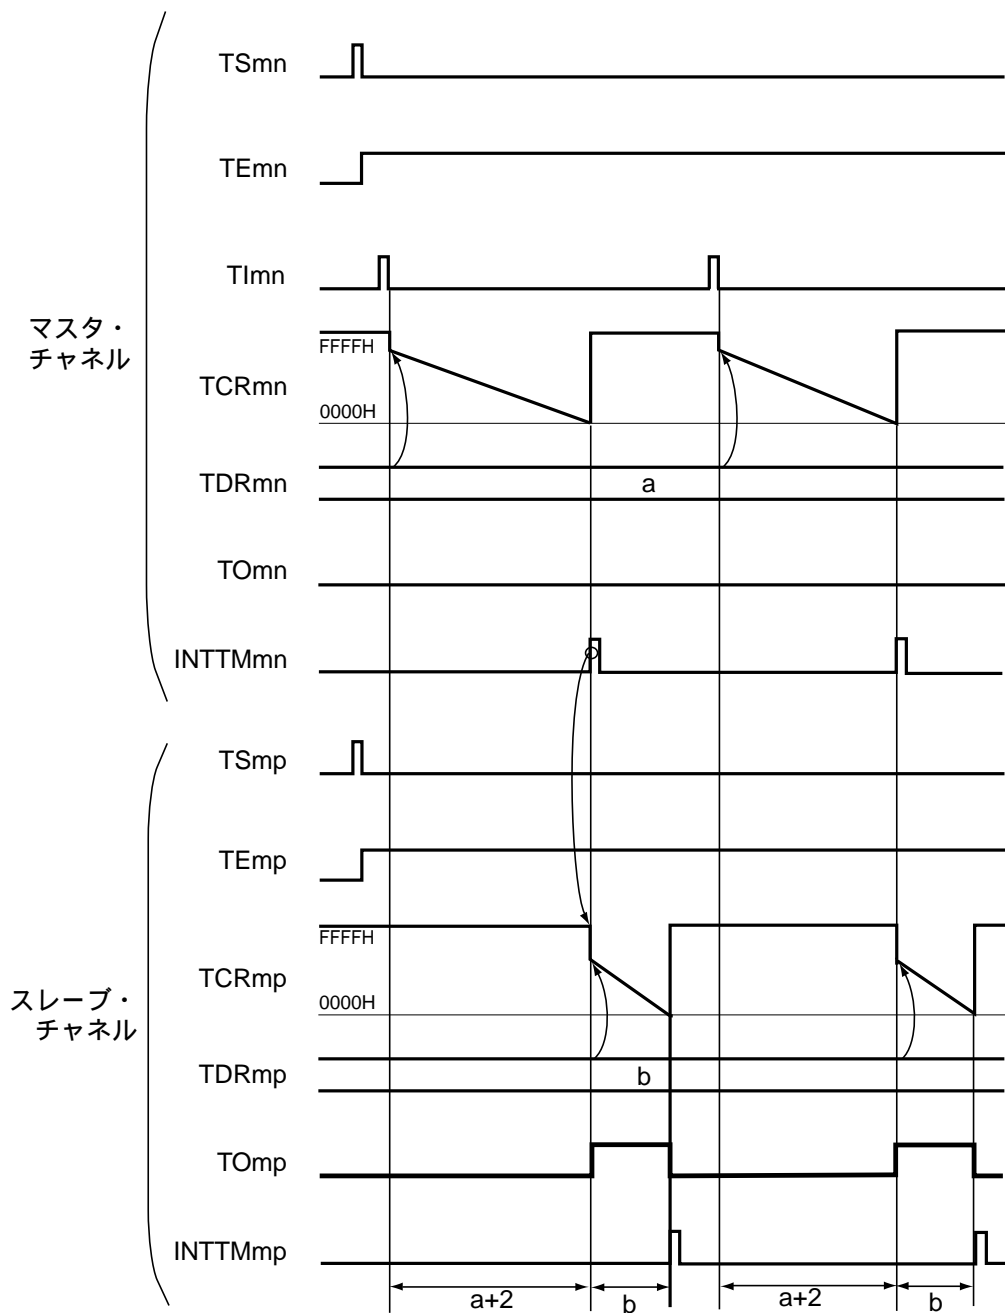 TSmn
TEmn
TImn
マスタ・
チャネル
FFFFH
TCRmn
0000H
TDRmn
a
TOmn
INTTMmn
TSmp
TEmp
FFFFH
TCRmp
0000H
スレーブ・
チャネル
TDRmp
b
TOmp
INTTMmp
a+2
b
a+2
b